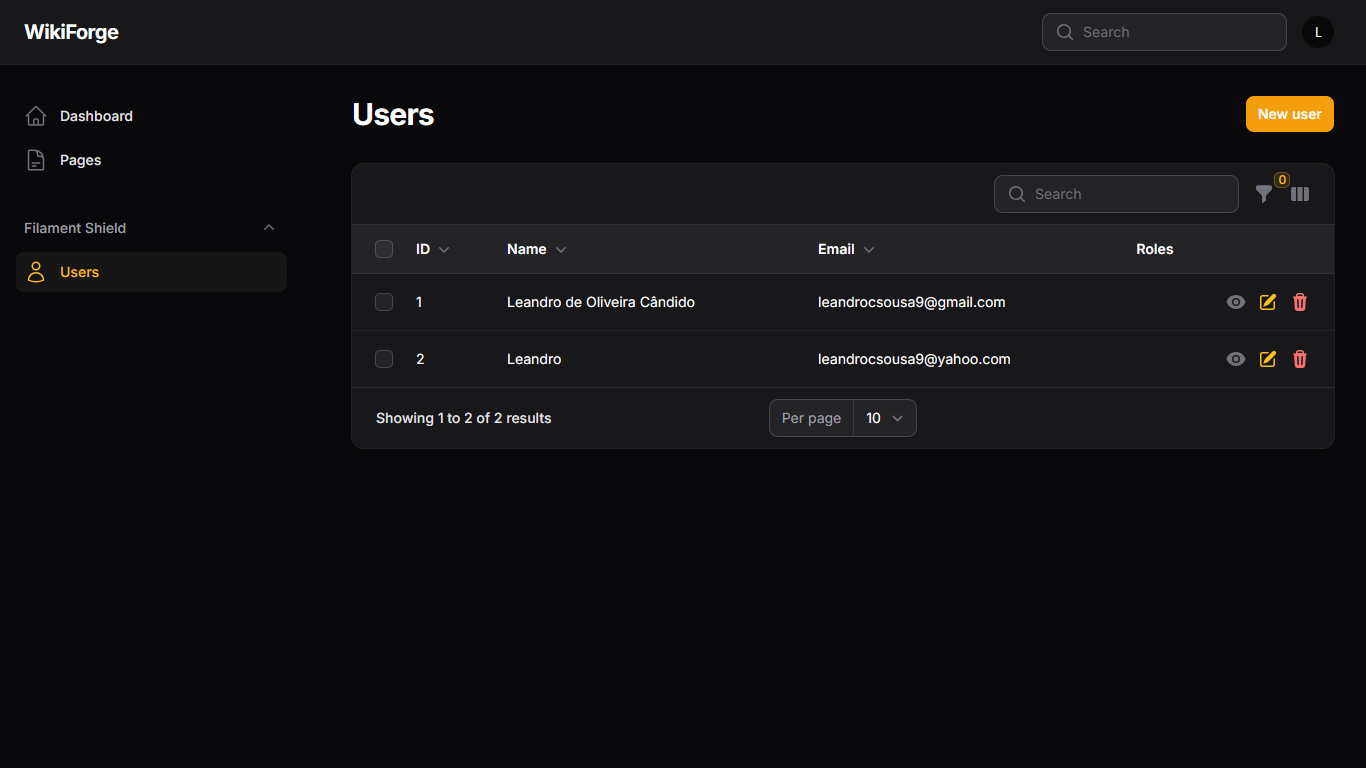 WikiForge
Search
L
Dashboard
Pages
Filament Shield
Users
Users
New user
Search
0
ID Name Email Roles
1 Leandro de Oliveira Cândido leandrocsousa9@gmail.com
2 Leandro leandrocsousa9@yahoo.com
Showing 1 to 2 of 2 results
Per page 10